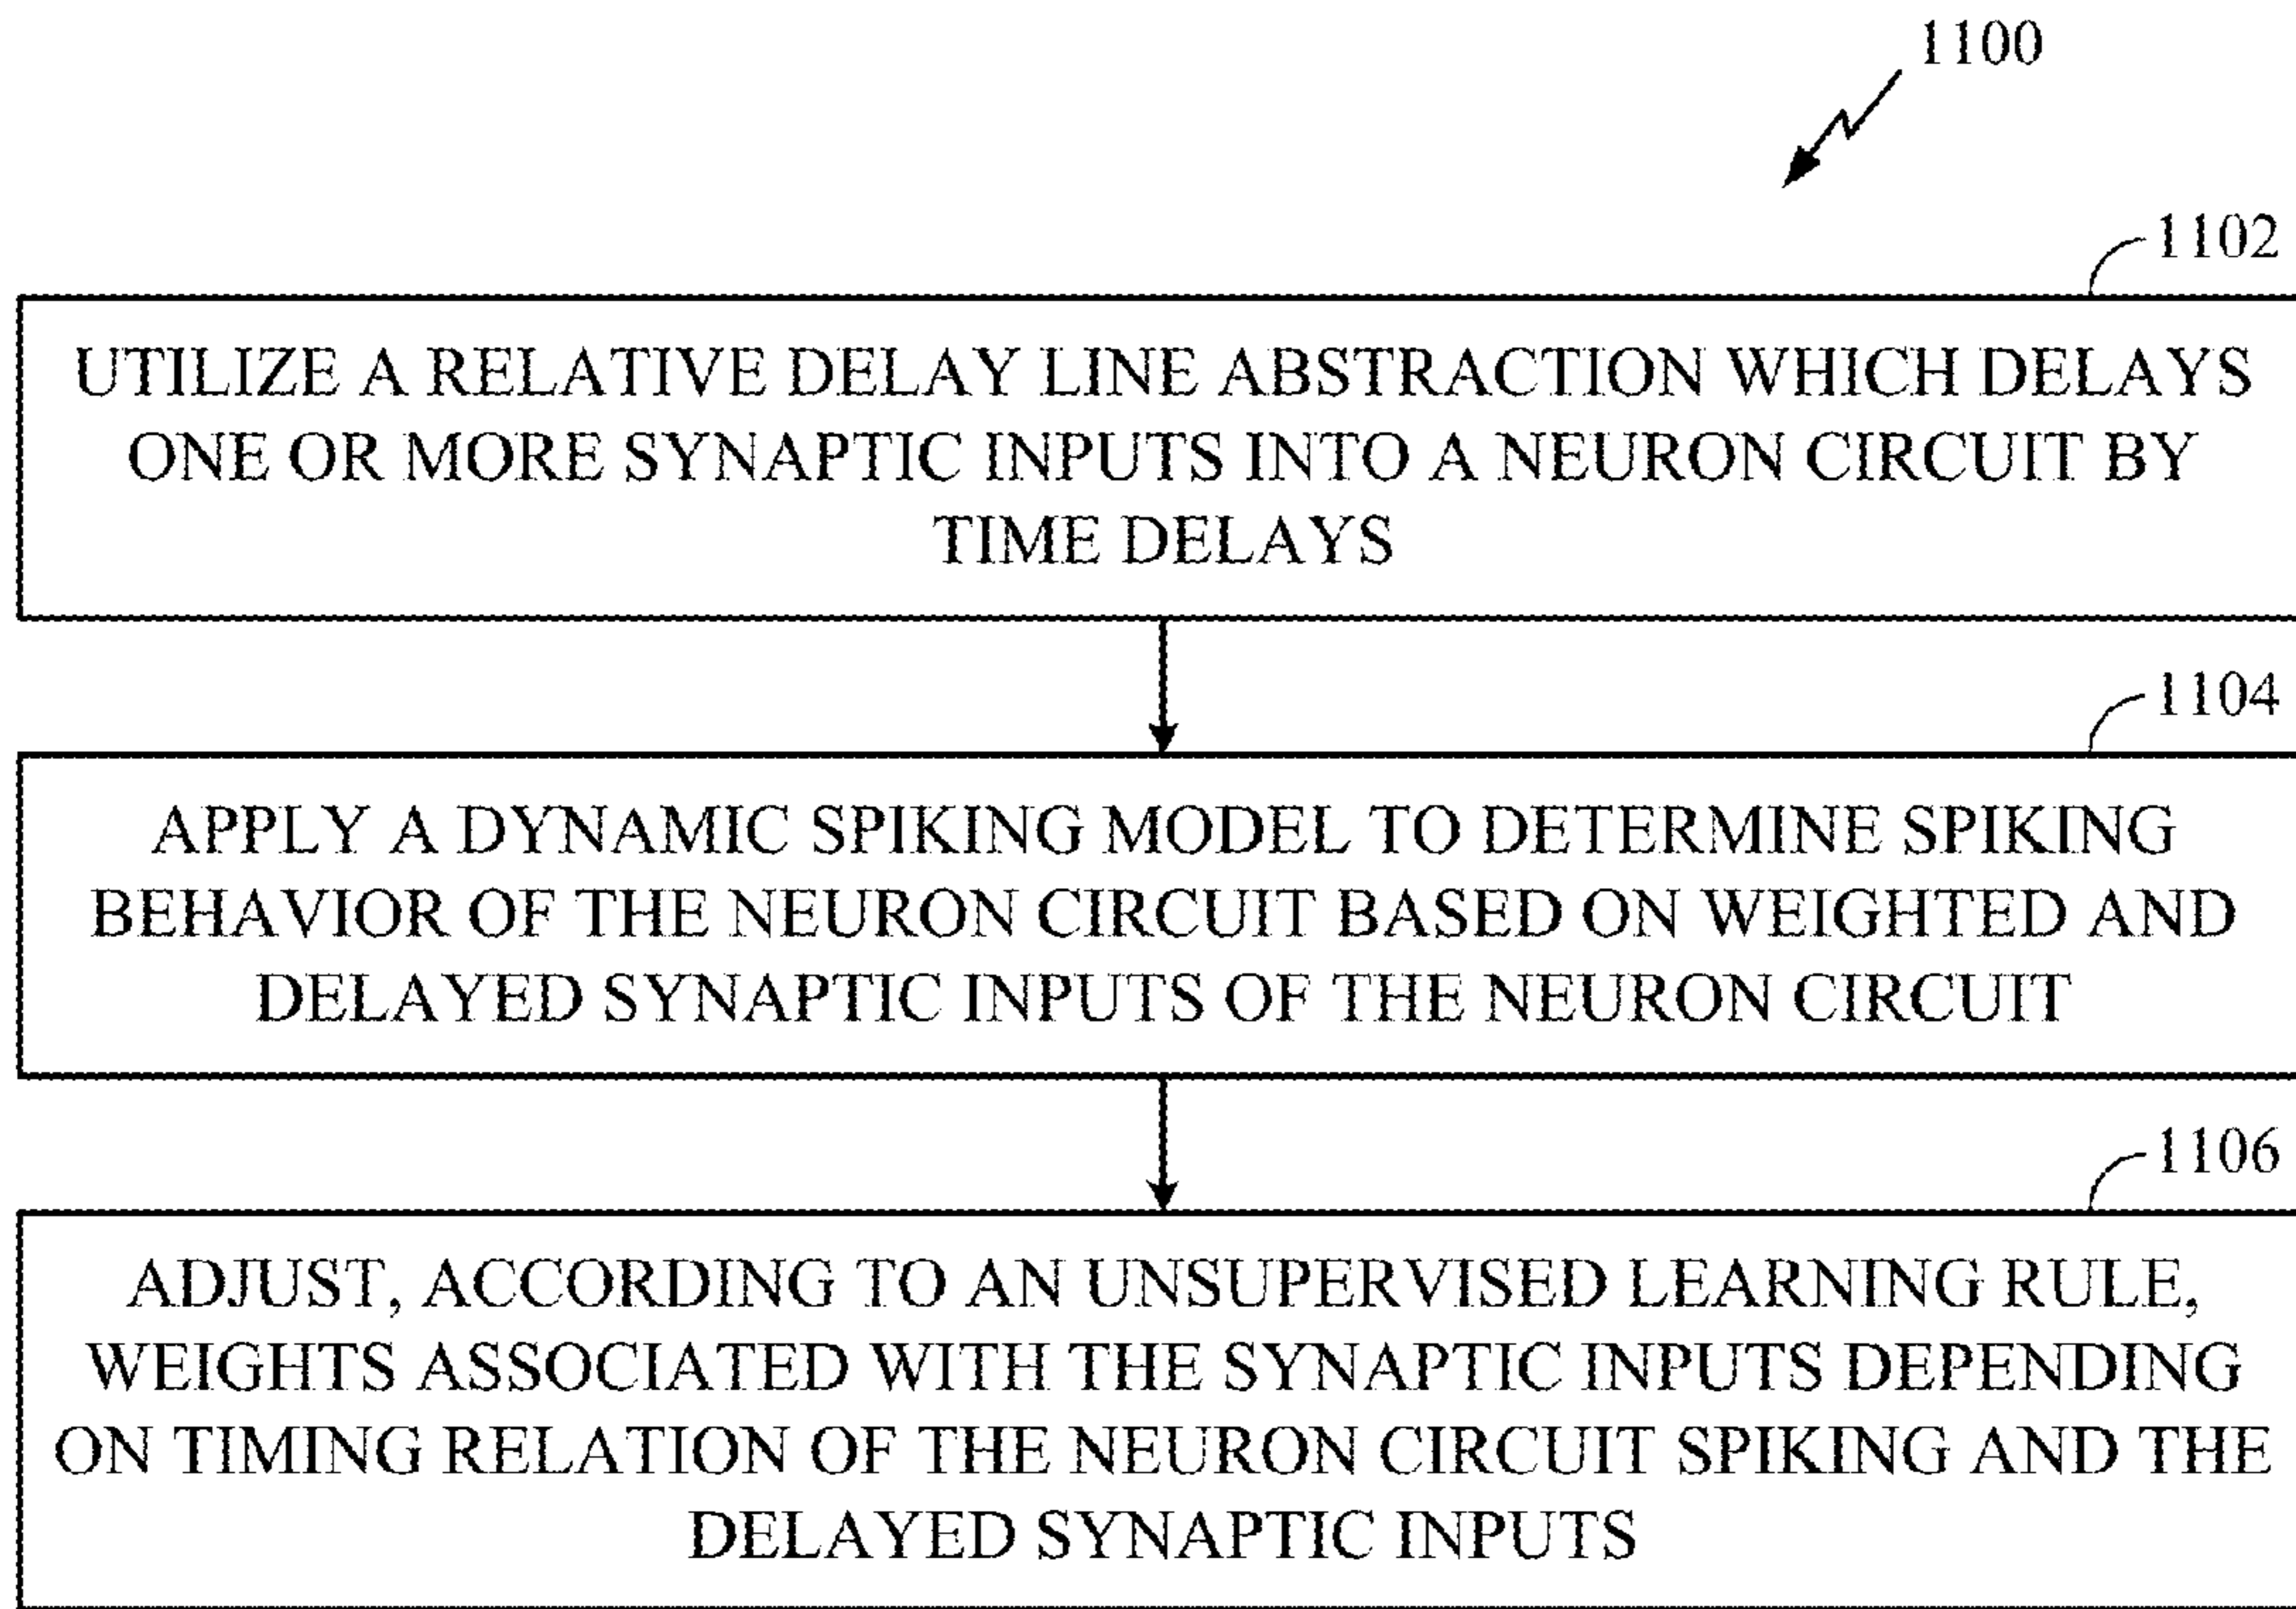 1100
1102
UTILIZE A RELATIVE DELAY LINE ABSTRACTION WHICH DELAYS
ONE OR MORE SYNAPTIC INPUTS INTO A NEURON CIRCUIT BY
TIME DELAYS
1104
APPLY A DYNAMIC SPIKING MODEL TO DETERMINE SPIKING
BEHAVIOR OF THE NEURON CIRCUIT BASED ON WEIGHTED AND
DELAYED SYNAPTIC INPUTS OF THE NEURON CIRCUIT
1106
ADJUST, ACCORDING TO AN UNSUPERVISED LEARNING RULE,
WEIGHTS ASSOCIATED WITH THE SYNAPTIC INPUTS DEPENDING
ON TIMING RELATION OF THE NEURON CIRCUIT SPIKING AND THE
DELAYED SYNAPTIC INPUTS